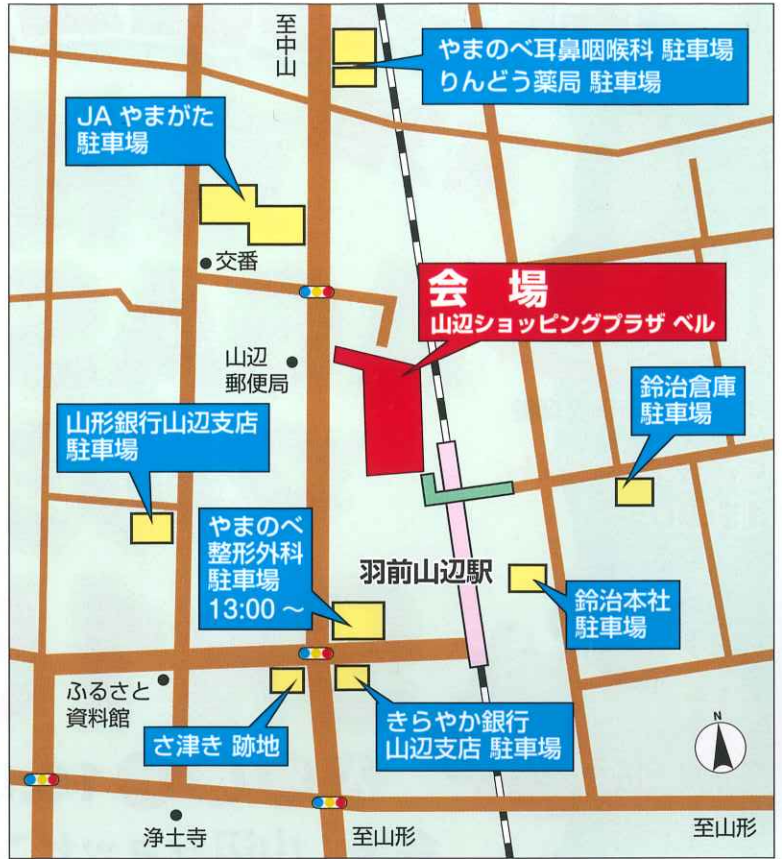 至中山
やまのべ耳鼻咽喉科 駐車場
りんどう薬局 駐車場
JA やまがた
駐車場
交番
会 場
山辺ショッピングプラザ ベル
山辺
郵便局
鈴治倉庫
駐車場
山形銀行山辺支店
駐車場
やまのべ
整形外科
駐車場
13:00 ~
羽前山辺駅
鈴治本社
駐車場
ふるさと
資料館
さ津き 跡地
きらやか銀行
山辺支店 駐車場
N
浄土寺
至山形
至山形